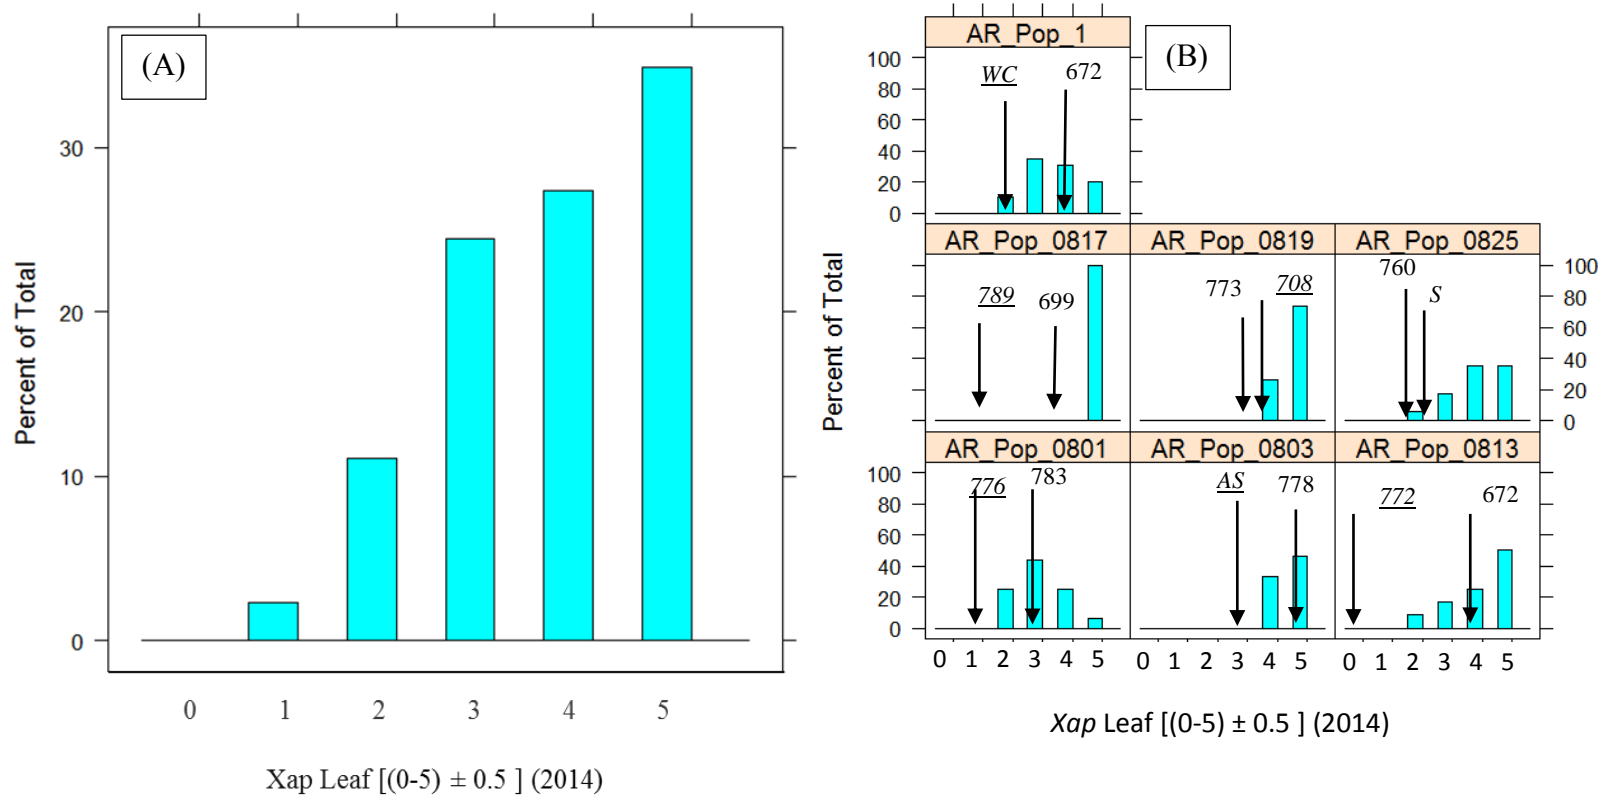 (A)
30
20
10
0
Percent of Total
0 1 2 3 4 5
Xap Leaf [(0-5) ± 0.5 ] (2014)
(B)
Percent of Total
AR_Pop_1
100
80
60
40
20
0
WC 672
AR_Pop_0817 AR_Pop_0819 AR_Pop_0825
789 699
773 708
760 S
100
80
60
40
20
0
AR_Pop_0801 AR_Pop_0803 AR_Pop_0813
100
80
60
40
20
0
776 783
AS 778
772 672
0 1 2 3 4 5 0 1 2 3 4 5 0 1 2 3 4 5
Xap Leaf [(0-5) ± 0.5 ] (2014)